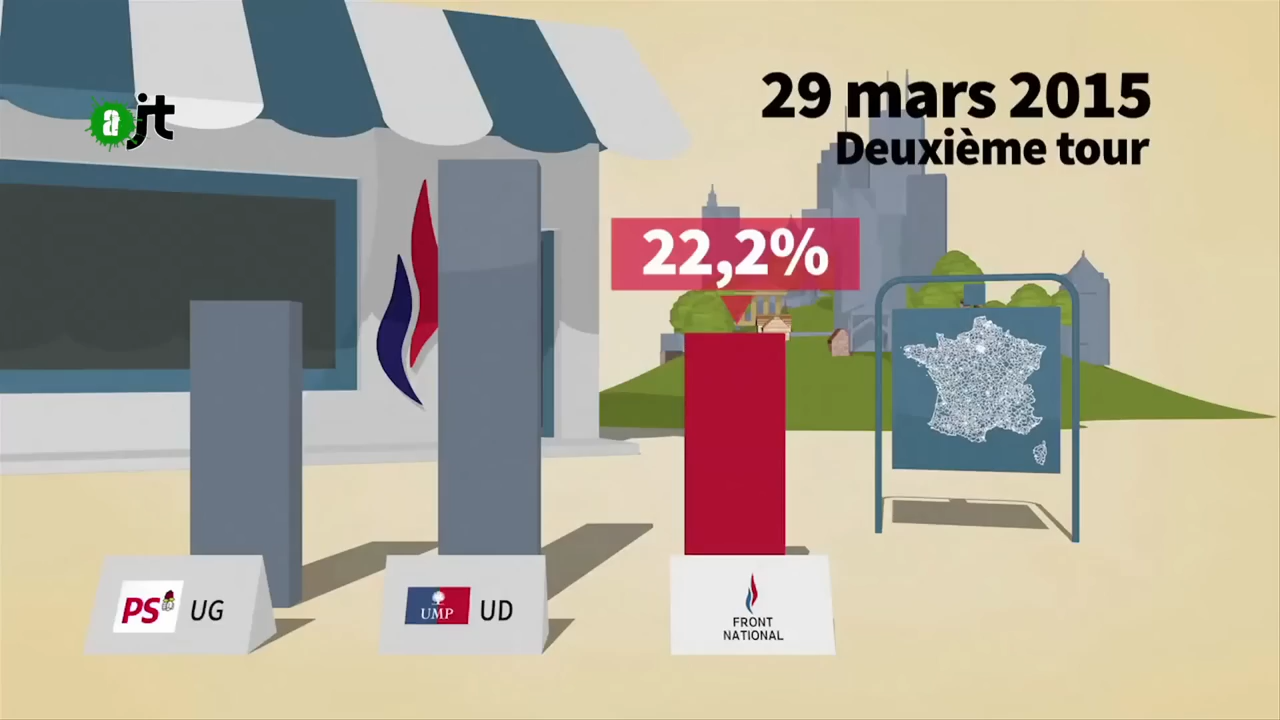 ajt
29 mars 2015
Deuxième tour
22,2%
PS UG
UMP UD
FRONT
NATIONAL